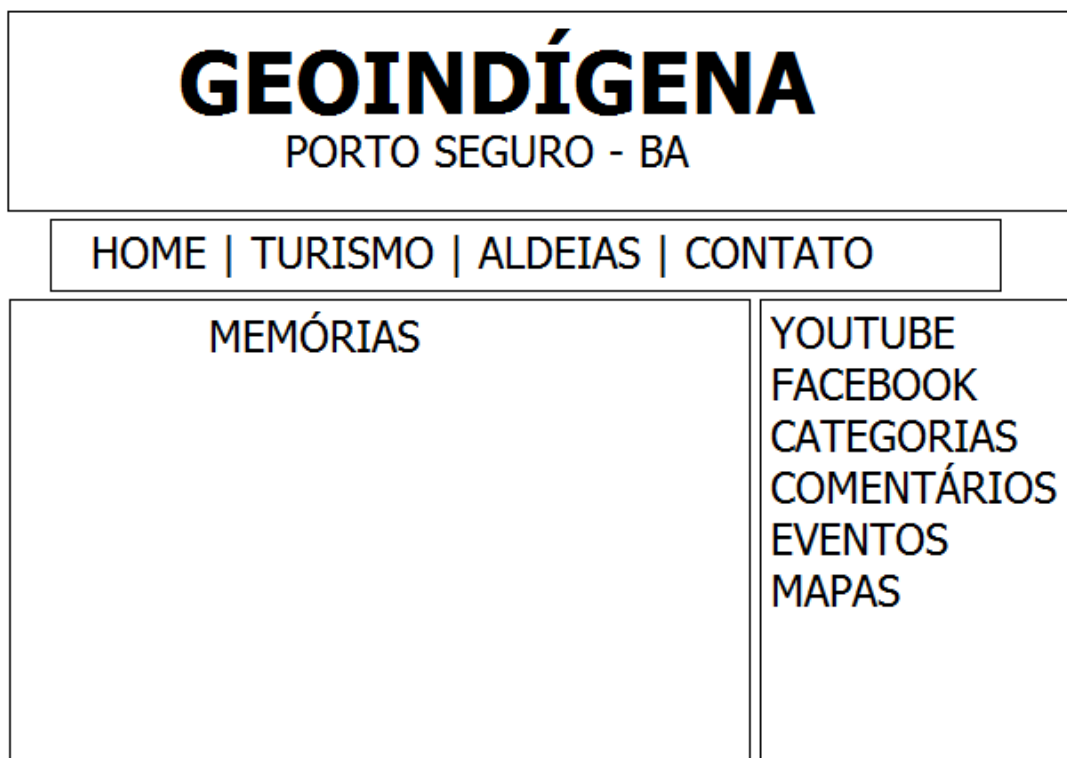 GEOINDÍGENA
PORTO SEGURO - BA
HOME | TURISMO | ALDEIAS | CONTATO
MEMÓRIAS
YOUTUBE
FACEBOOK
CATEGORIAS
COMENTÁRIOS
EVENTOS
MAPAS